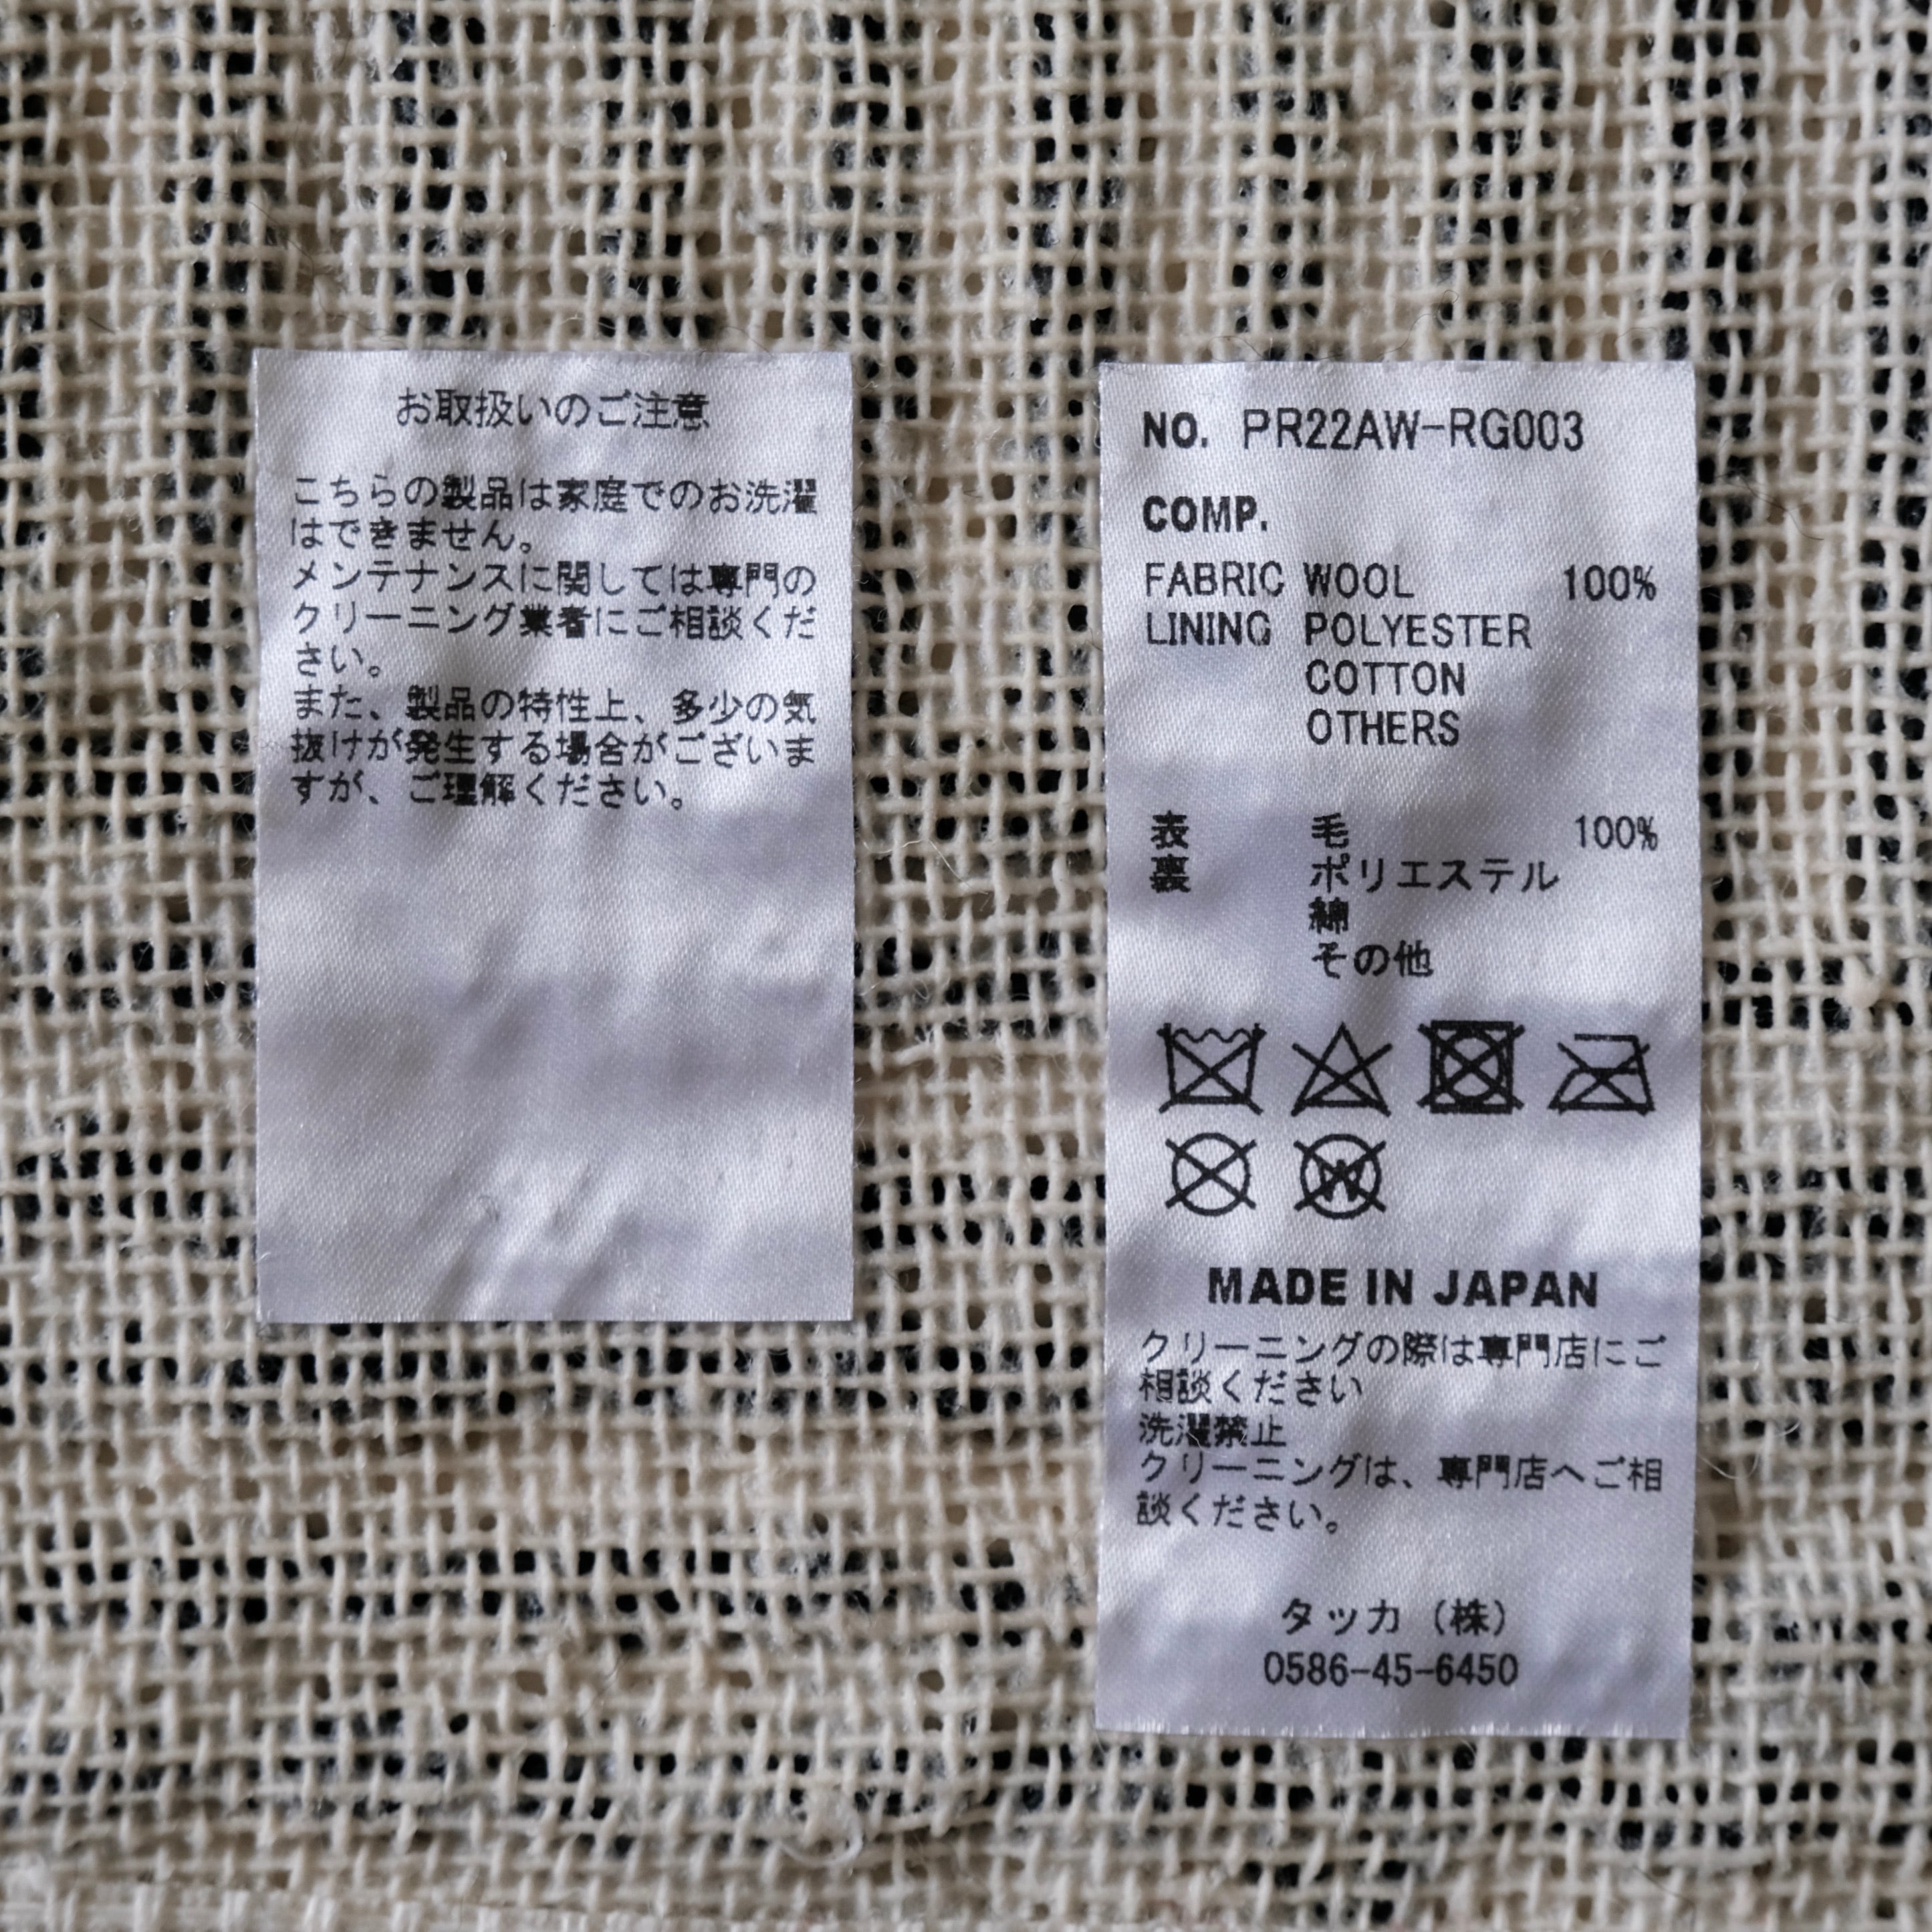 お取扱いのご注意
こちらの製品は家庭でのお洗濯
はできません。
メンテナンスに関しては専門の
クリーニング業者にご相談くだ
さい。
また、製品の特性上、多少の気
抜けが発生する場合がございま
すが、ご理解ください。
NO. PR22AW-RG003
COMP.
FABRIC WOOL 100%
LINING POLYESTER
COTTON
OTHERS
表 毛 100%
裏 ポリエステル
綿
その他
W
MADE IN JAPAN
クリーニングの際は専門店にご
相談ください
洗濯禁止
クリーニングは、専門店へご相
談ください。
タッカ（株）
0586-45-6450